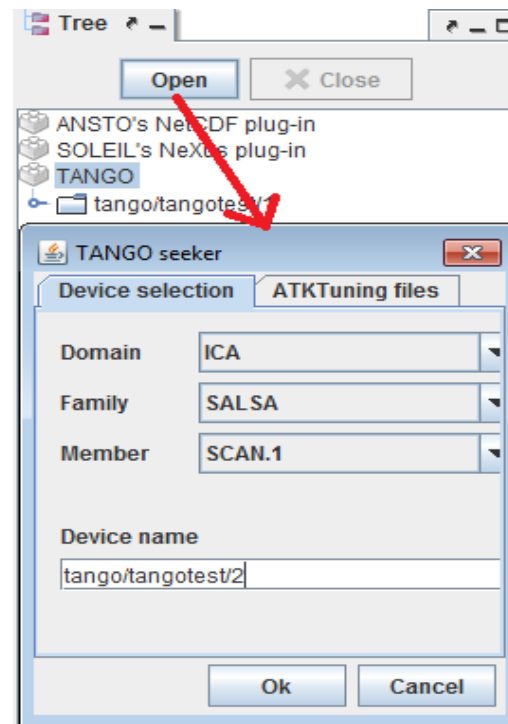 Tree
Open Close
ANSTO's NetCDF plug-in
SOLEIL's NeXus plug-in
TANGO
tango/tangotest/1
TANGO seeker
Device selection ATKTuning files
Domain ICA
Family SALSA
Member SCAN.1
Device name
tango/tangotest/2
Ok Cancel